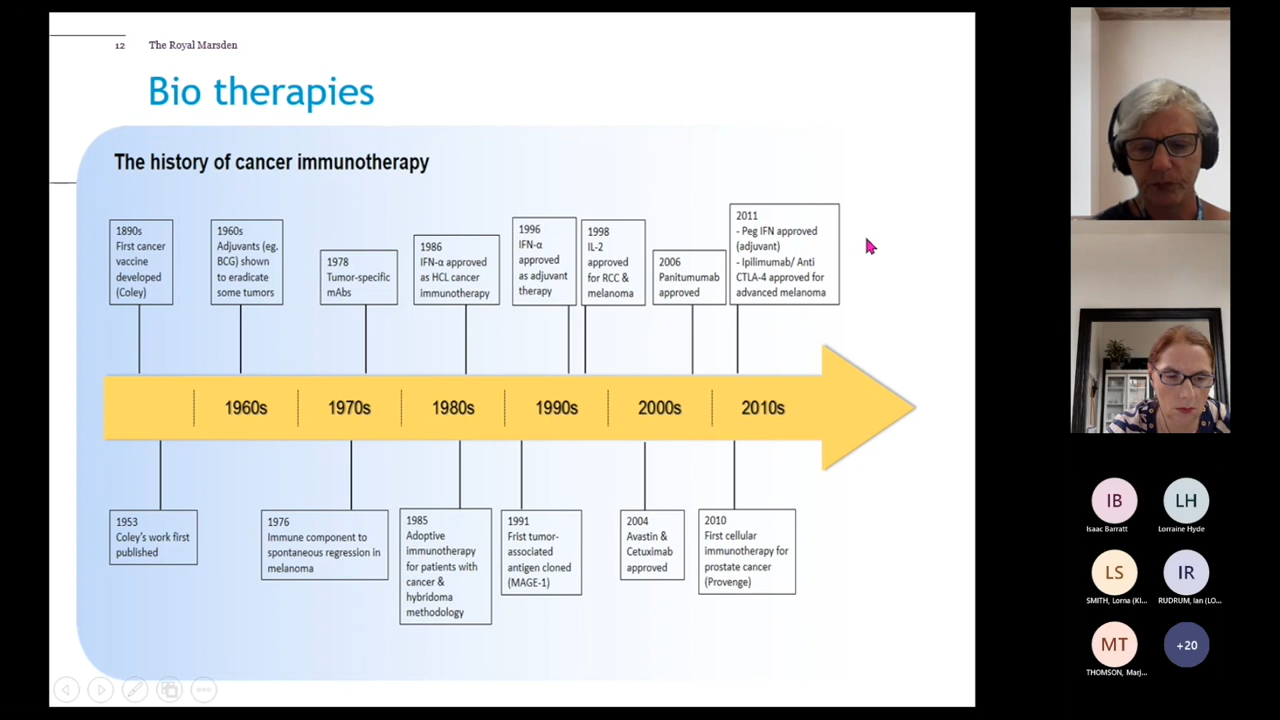 12 The Royal Marsden
Bio therapies
The history of cancer immunotherapy
1890s
First cancer
vaccine
developed
(Coley)
1960s
Adjuvants (eg.
BCG) shown
to eradicate
some tumors
1978
Tumor-specific
mAbs
1986
IFN-α approved
as HCL cancer
immunotherapy
1996
IFN-α
approved
as adjuvant
therapy
1998
IL-2
approved
for RCC &
melanoma
2006
Panitumumab
approved
2011
- Peg IFN approved
(adjuvant)
- Ipilimumab/ Anti
CTLA-4 approved for
advanced melanoma
1960s 1970s 1980s 1990s 2000s 2010s
1953
Coley's work first
published
1976
Immune component to
spontaneous regression in
melanoma
1985
Adoptive
immunotherapy
for patients with
cancer &
hybridoma
methodology
1991
Frist tumor-
associated
antigen cloned
(MAGE-1)
2004
Avastin &
Cetuximab
approved
2010
First cellular
immunotherapy for
prostate cancer
(Provenge)
IB LH
Isaac Barratt Lorraine Hyde
LS IR
SMITH, Lorna (KI... RUDRUM, Ian (LO...
MT +20
THOMSON, Marj...